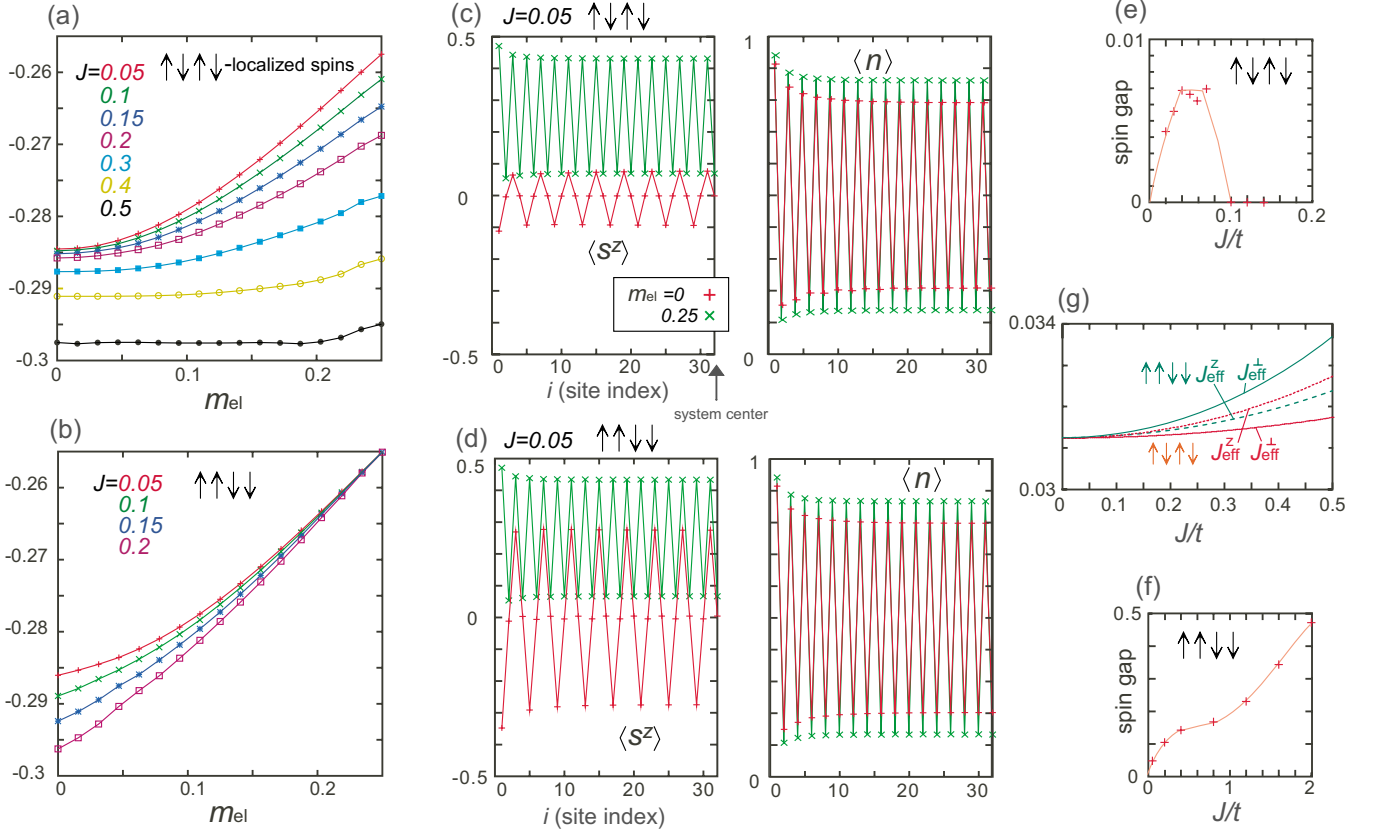 (a)
J=0.05 ↑↓↑↓-localized spins
0.1
0.15
0.2
0.3
0.4
0.5
-0.26
-0.27
-0.28
-0.29
-0.3
0 0.1 0.2
mel
(b)
J=0.05 ↑↑↓↓
0.1
0.15
0.2
-0.26
-0.27
-0.28
-0.29
-0.3
0 0.1 0.2
mel
(c)
J=0.05 ↑↓↑↓
0.5
0
-0.5
⟨s^z⟩
mel =0
0.25
0 10 20 30
i (site index)
system center
1
0
⟨n⟩
0 10 20 30
(d)
J=0.05 ↑↑↓↓
0.5
0
-0.5
⟨s^z⟩
0 10 20 30
i (site index)
1
0
⟨n⟩
0 10 20 30
(e)
0.01
0
spin gap
↑↓↑↓
0 0.1 0.2
J/t
(g)
0.034
0.03
↑↑↓↓ J^z_eff J^⊥_eff
↑↓↑↓ J^z_eff J^⊥_eff
0 0.1 0.2 0.3 0.4 0.5
J/t
(f)
0.5
0
spin gap
↑↑↓↓
0 1 2
J/t